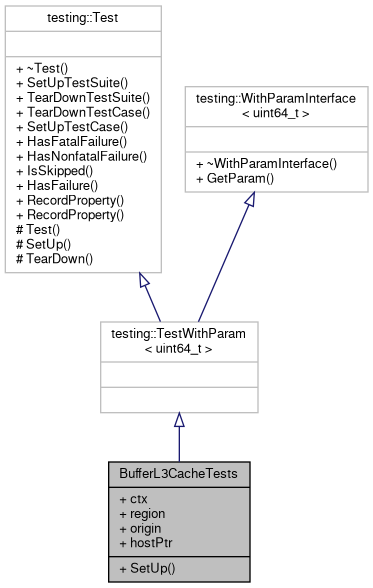 testing::Test
+ ~Test()
+ SetUpTestSuite()
+ TearDownTestSuite()
+ TearDownTestCase()
+ SetUpTestCase()
+ HasFatalFailure()
+ HasNonfatalFailure()
+ IsSkipped()
+ HasFailure()
+ RecordProperty()
+ RecordProperty()
# Test()
# SetUp()
# TearDown()
testing::WithParamInterface
< uint64_t >
+ ~WithParamInterface()
+ GetParam()
testing::TestWithParam
< uint64_t >
BufferL3CacheTests
+ ctx
+ region
+ origin
+ hostPtr
+ SetUp()